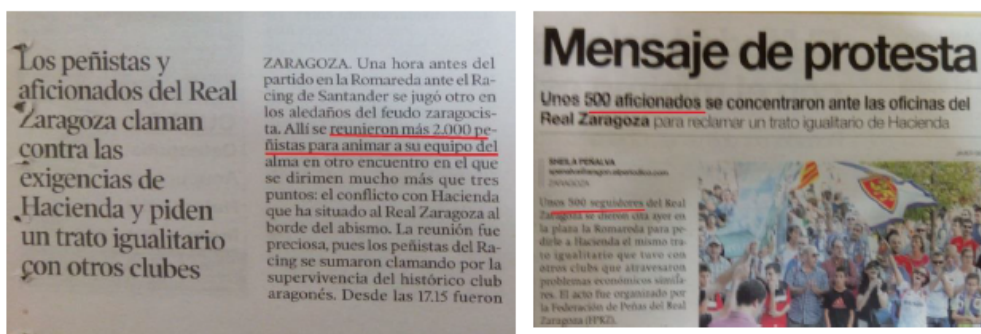 Los peñistas y
aficionados del Real
Zaragoza claman
contra las
exigencias de
Hacienda y piden
un trato igualitario
con otros clubes
ZARAGOZA. Una hora antes del
partido en la Romareda ante el Ra-
cing de Santander se jugó otro en
los aledaños del feudo zaragocis-
ta. Allí se reunieron más 2.000 pe-
ñistas para animar a su equipo del
alma en otro encuentro en el que
se dirimen mucho más que tres
puntos: el conflicto con Hacienda
que ha situado al Real Zaragoza al
borde del abismo. La reunión fue
preciosa, pues los peñistas del Ra-
cing se sumaron clamando por la
supervivencia del histórico club
aragonés. Desde las 17.15 fueron
Mensaje de protesta
Unos 500 aficionados se concentraron ante las oficinas del
Real Zaragoza para reclamar un trato igualitario de Hacienda
SHEILA PEÑALVA
ZARAGOZA
Unos 500 seguidores del Real
Zaragoza se dieron cita ayer en
la plaza la Romareda para pe-
dirle a Hacienda el mismo tra-
to igualitario que tuvo con
otros clubs que atravesaron
problemas económicos simila-
res. El acto fue organizado por
la Federación de Peñas del Real
Zaragoza (FPRZ).